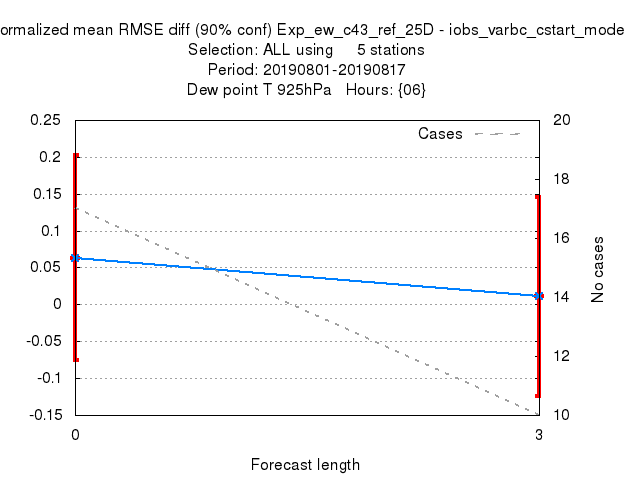 ormalized mean RMSE diff (90% conf) Exp_ew_c43_ref_25D - iobs_varbc_cstart_mode
Selection: ALL using 5 stations
Period: 20190801-20190817
Dew point T 925hPa Hours: {06}
Cases
0.25
0.2
0.15
0.1
0.05
0
-0.05
-0.1
-0.15
20
18
16
14
12
10
No cases
0
3
Forecast length